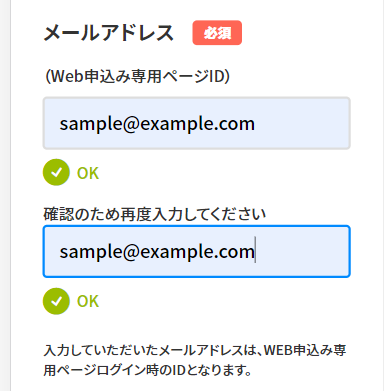 メールアドレス 必須
（Web申込み専用ページID）
sample@example.com
OK
確認のため再度入力してください
sample@example.com
OK
入力していただいたメールアドレスは、WEB申込み専
用ページログイン時のIDとなります。